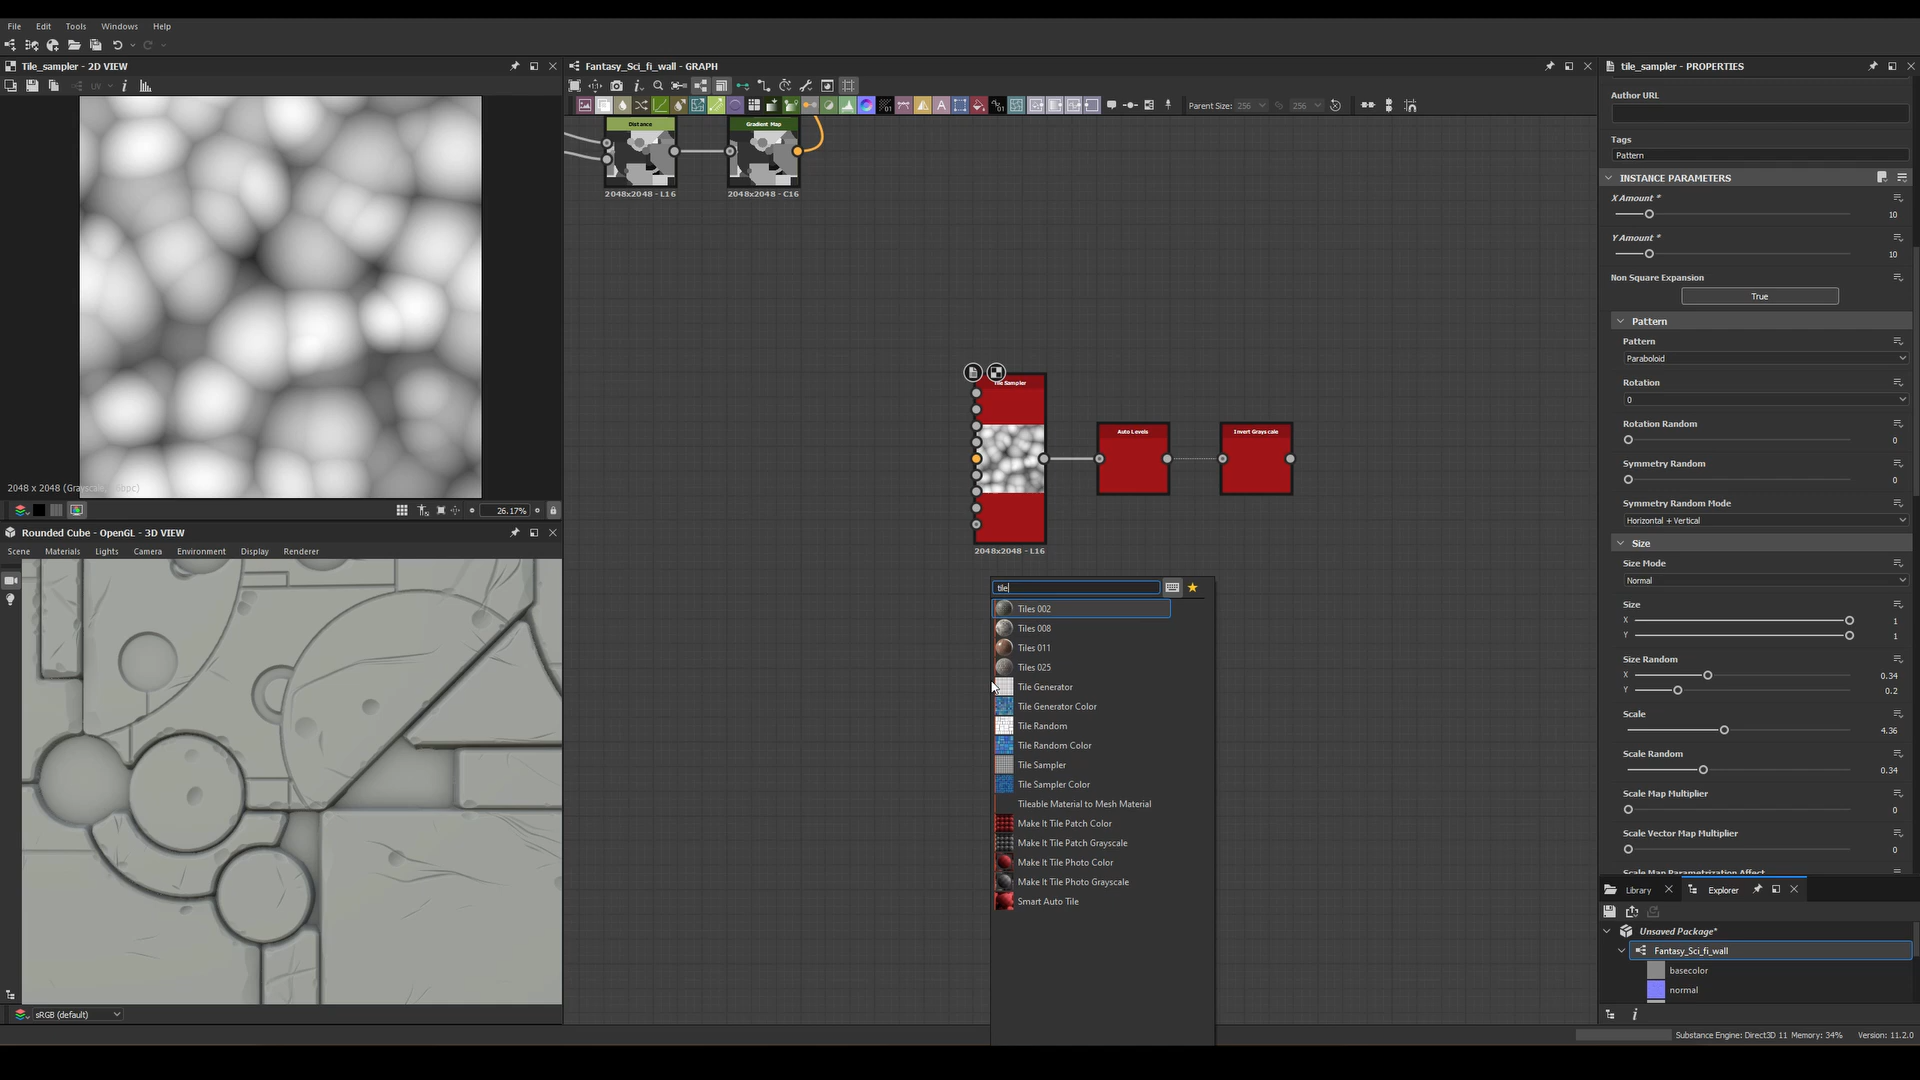 File Edit Tools Windows Help
Tile_sampler - 2D VIEW
UV
2048 x 2048 (Grayscale, 16bpc)
26.17%
Rounded Cube - OpenGL - 3D VIEW
Scene Materials Lights Camera Environment Display Renderer
sRGB (default)
Fantasy_Sci_fi_wall - GRAPH
Parent Size: 256 256
Distance
2048x2048 - L16
Gradient Map
2048x2048 - C16
Tile Sampler
2048x2048 - L16
Auto Levels
Invert Grayscale
tile
Tiles 002
Tiles 008
Tiles 011
Tiles 025
Tile Generator
Tile Generator Color
Tile Random
Tile Random Color
Tile Sampler
Tile Sampler Color
Tileable Material to Mesh Material
Make It Tile Patch Color
Make It Tile Patch Grayscale
Make It Tile Photo Color
Make It Tile Photo Grayscale
Smart Auto Tile
tile_sampler - PROPERTIES
Author URL
Tags
Pattern
INSTANCE PARAMETERS
X Amount *
10
Y Amount *
10
Non Square Expansion
True
Pattern
Pattern
Paraboloid
Rotation
0
Rotation Random
0
Symmetry Random
0
Symmetry Random Mode
Horizontal + Vertical
Size
Size Mode
Normal
Size
X 1
Y 1
Size Random
X 0.34
Y 0.2
Scale
4.36
Scale Random
0.34
Scale Map Multiplier
0
Scale Vector Map Multiplier
0
Scale Map Parametrization Affect
Library Explorer
Unsaved Package*
Fantasy_Sci_fi_wall
basecolor
normal
Substance Engine: Direct3D 11 Memory: 34% Version: 11.2.0